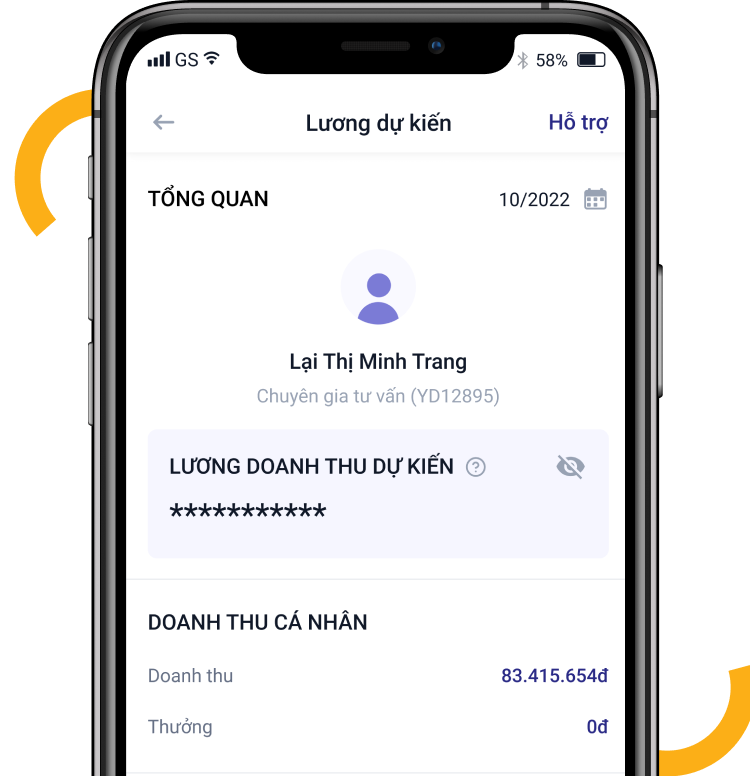 GS 58%
Lương dự kiến Hỗ trợ
TỔNG QUAN 10/2022
Lại Thị Minh Trang
Chuyên gia tư vấn (YD12895)
LƯƠNG DOANH THU DỰ KIẾN ?
***********
DOANH THU CÁ NHÂN
Doanh thu 83.415.654đ
Thưởng 0đ